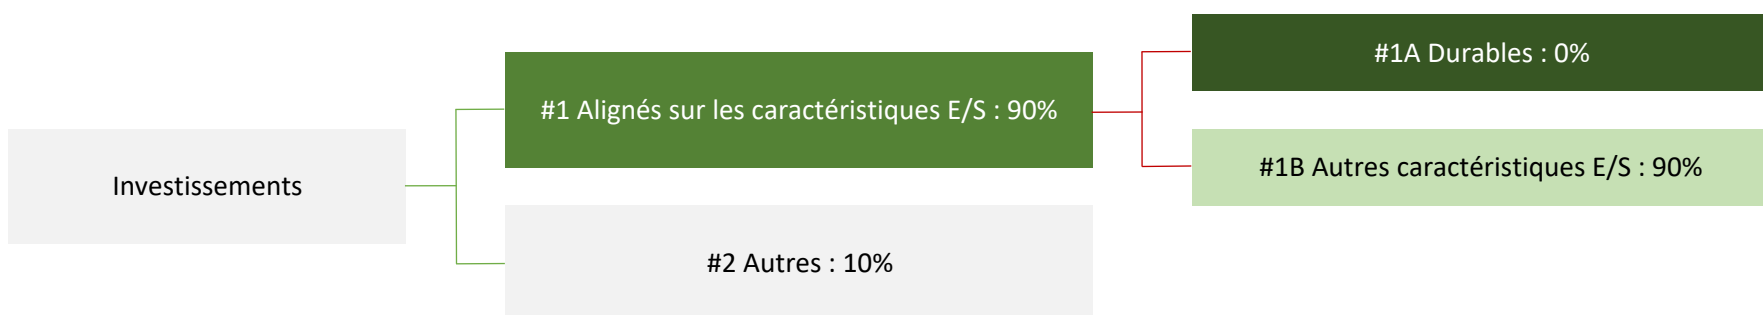 Investissements
#1 Alignés sur les caractéristiques E/S : 90%
#2 Autres : 10%
#1A Durables : 0%
#1B Autres caractéristiques E/S : 90%